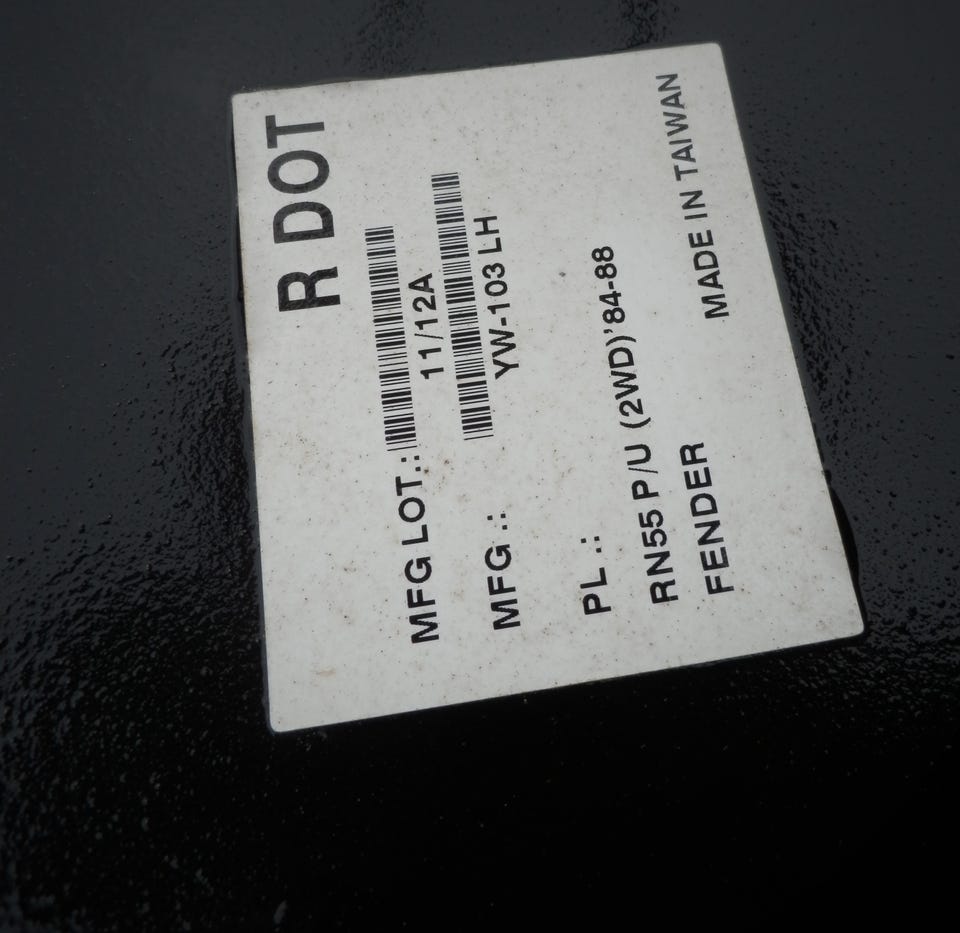 R DOT
MFG LOT.:
11/12A
MFG .:
YW-103 LH
PL .:
RN55 P/U (2WD)'84-88
FENDER
MADE IN TAIWAN